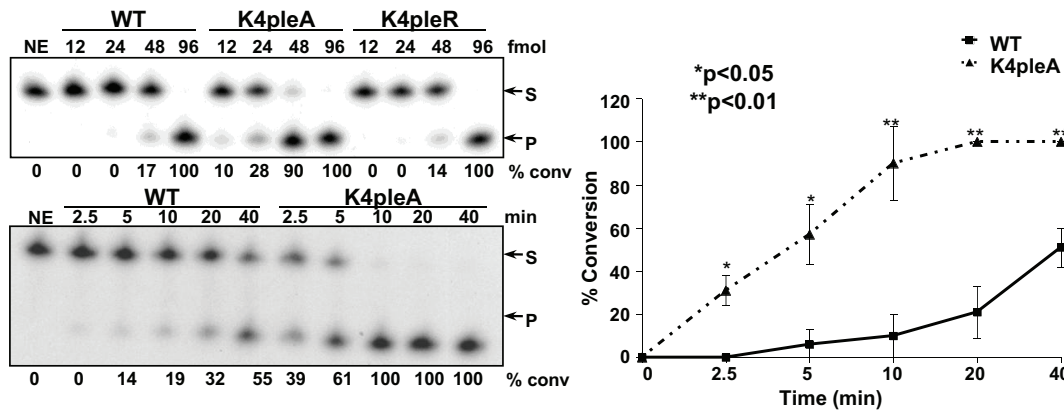 WT K4pleA K4pleR
NE 12 24 48 96 12 24 48 96 12 24 48 96 fmol
S
P
0 0 0 17 100 10 28 90 100 0 0 14 100 % conv
WT K4pleA
NE 2.5 5 10 20 40 2.5 5 10 20 40 min
S
P
0 0 14 19 32 55 39 61 100 100 100 % conv
WT
K4pleA
*p<0.05
**p<0.01
% Conversion
120
100
80
60
40
20
0
* * ** ** **
0 2.5 5 10 20 40
Time (min)